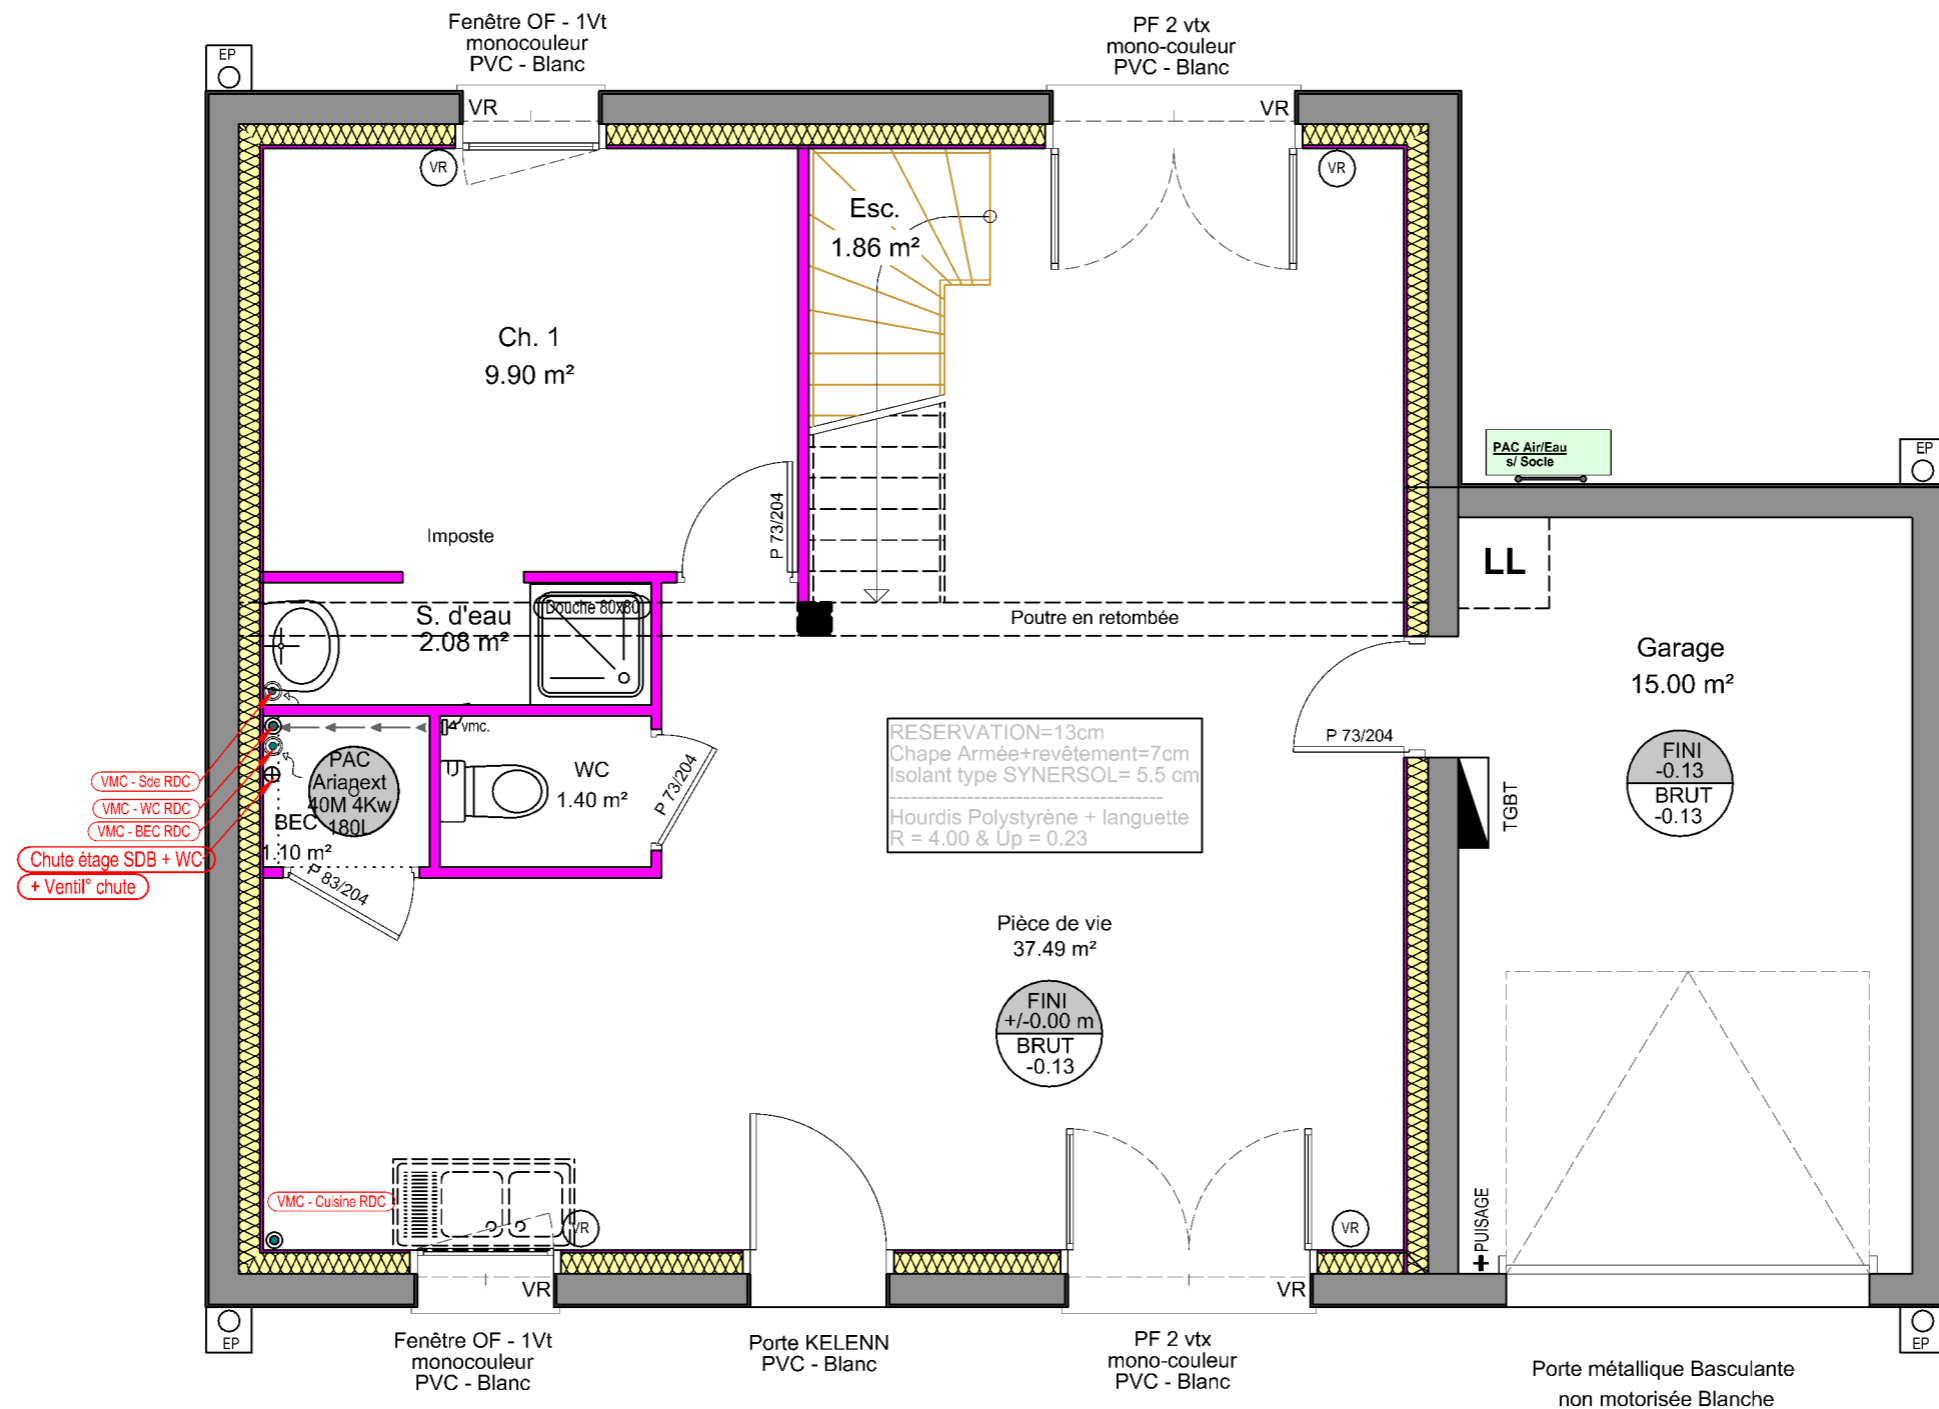 Fenêtre OF - 1Vt
monocouleur
PVC - Blanc
PF 2 vtx
mono-couleur
PVC - Blanc
EP
VR
VR
VR
VR
Esc.
1.86 m²
Ch. 1
9.90 m²
PAC Air/Eau
s/ Socle
EP
P 73/204
Imposte
LL
S. d'eau
2.08 m²
Douche 80x80
Poutre en retombée
Garage
15.00 m²
vmc.
RESERVATION=13cm
Chape Armée+revêtement=7cm
Isolant type SYNERSOL= 5.5 cm
------------------------------------
Hourdis Polystyrène + languette
R = 4.00 & Up = 0.23
P 73/204
FINI
-0.13
BRUT
-0.13
PAC
Arianext
40M 4Kw
180L
WC
1.40 m²
P 73/204
VMC - Sde RDC
VMC - WC RDC
VMC - BEC RDC
BEC
1.10 m²
TGBT
Chute étage SDB + WC
+ Ventil° chute
P 83/204
Pièce de vie
37.49 m²
FINI
+/-0.00 m
BRUT
-0.13
VMC - Cuisine RDC
VR
VR
+ PUISAGE
VR
VR
EP
EP
Fenêtre OF - 1Vt
monocouleur
PVC - Blanc
Porte KELENN
PVC - Blanc
PF 2 vtx
mono-couleur
PVC - Blanc
Porte métallique Basculante
non motorisée Blanche